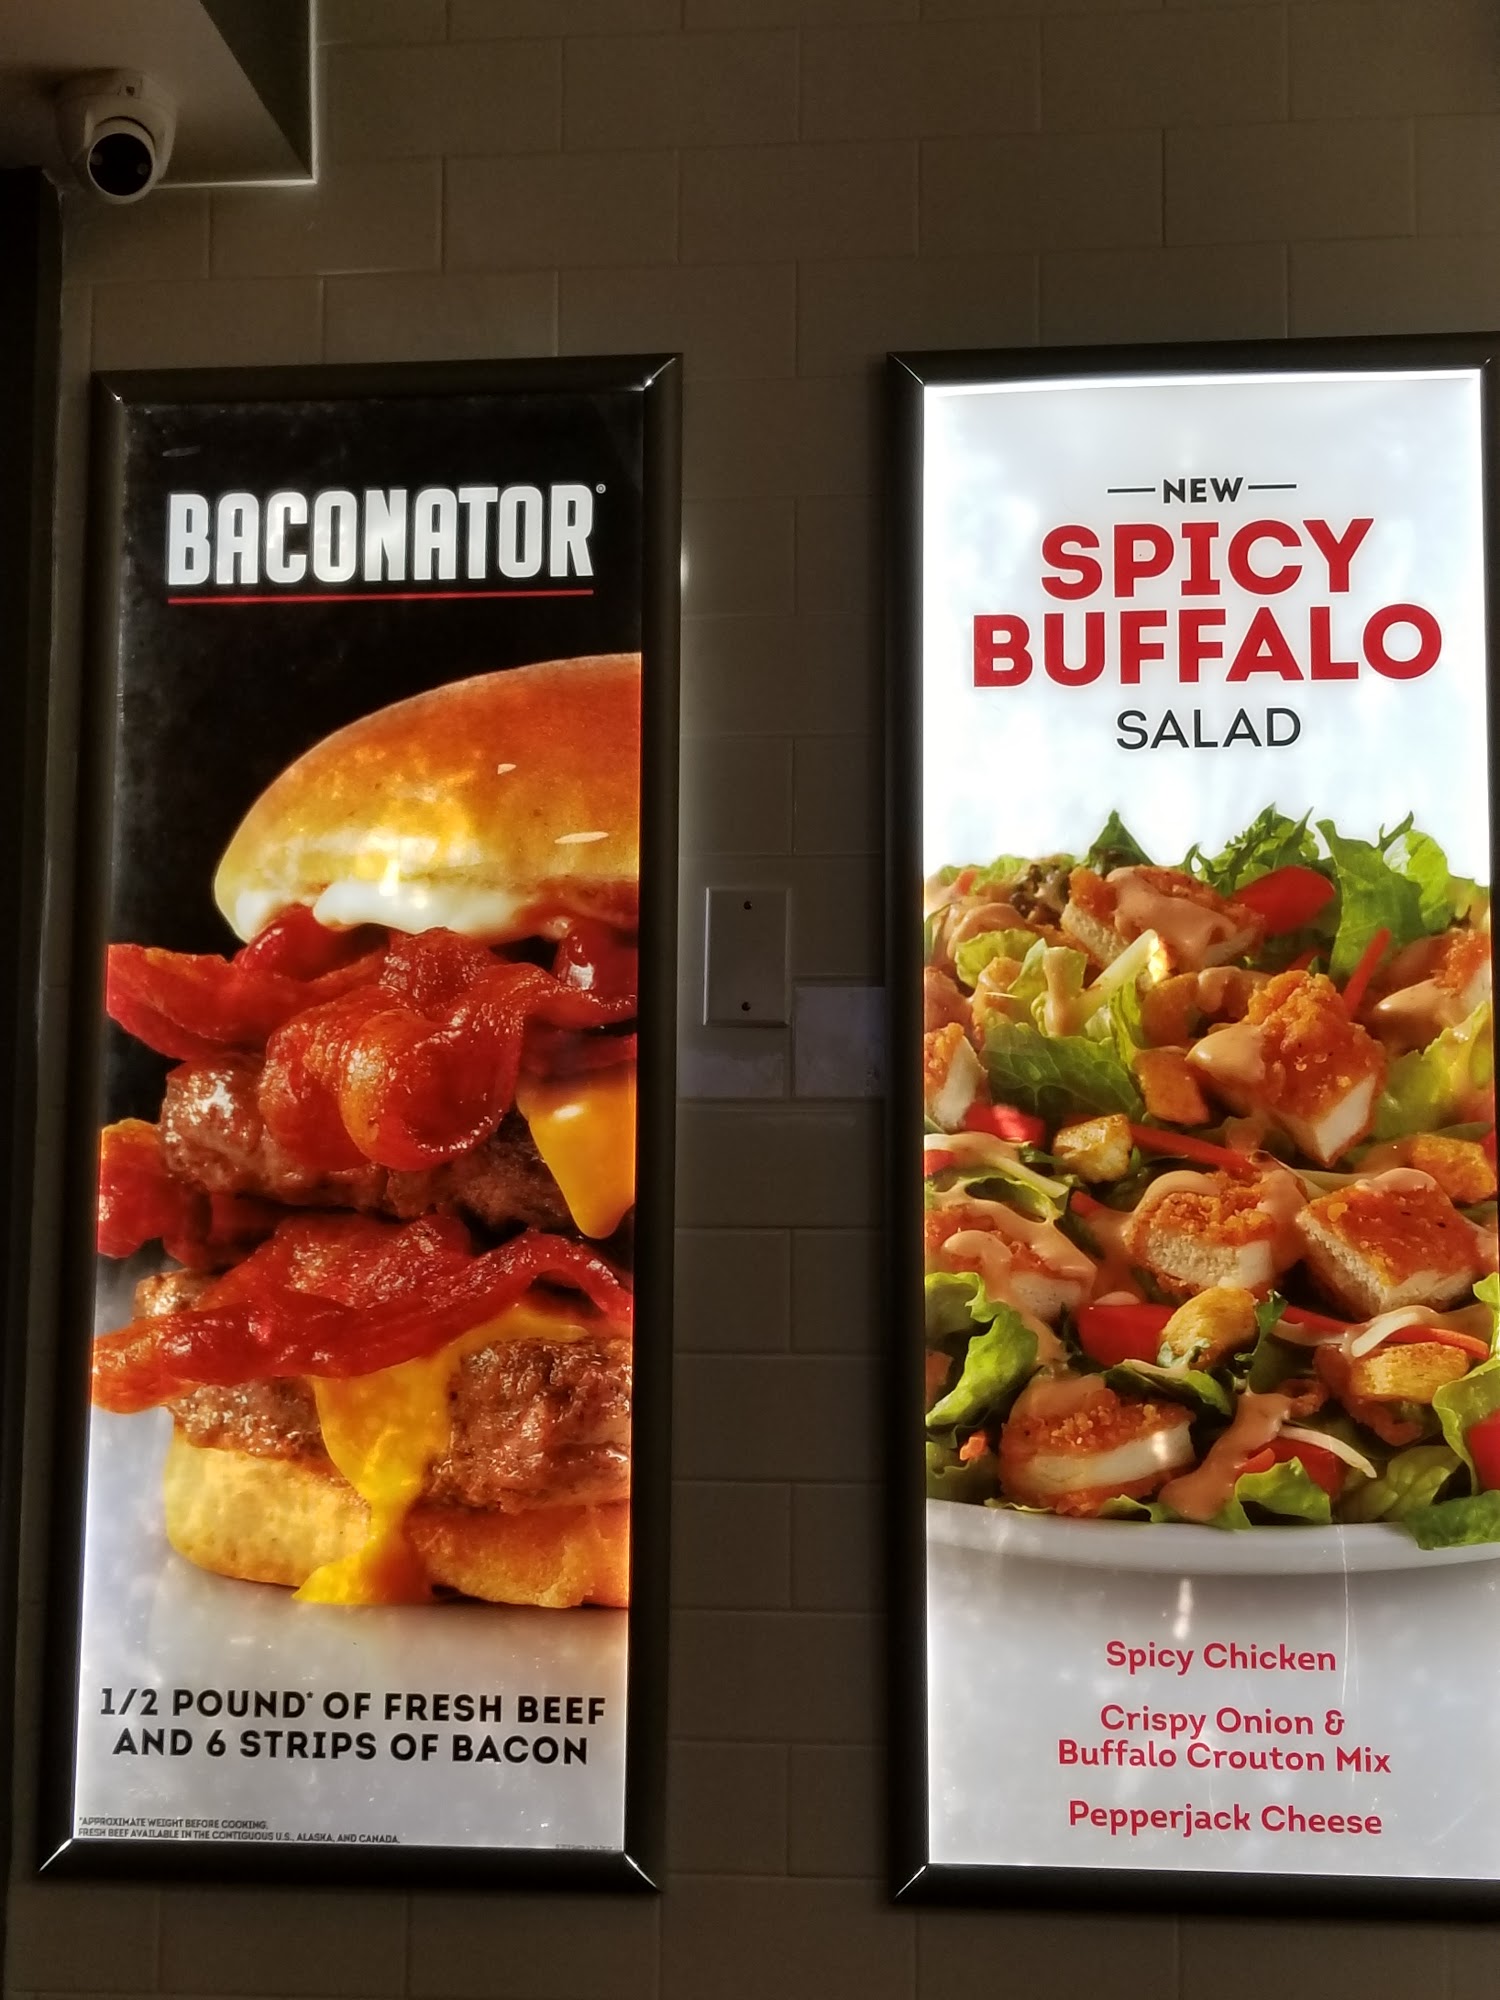 BACONATOR®
1/2 POUND* OF FRESH BEEF
AND 6 STRIPS OF BACON
*APPROXIMATE WEIGHT BEFORE COOKING.
FRESH BEEF AVAILABLE IN THE CONTIGUOUS U.S., ALASKA, AND CANADA.
NEW
SPICY
BUFFALO
SALAD
Spicy Chicken
Crispy Onion &
Buffalo Crouton Mix
Pepperjack Cheese